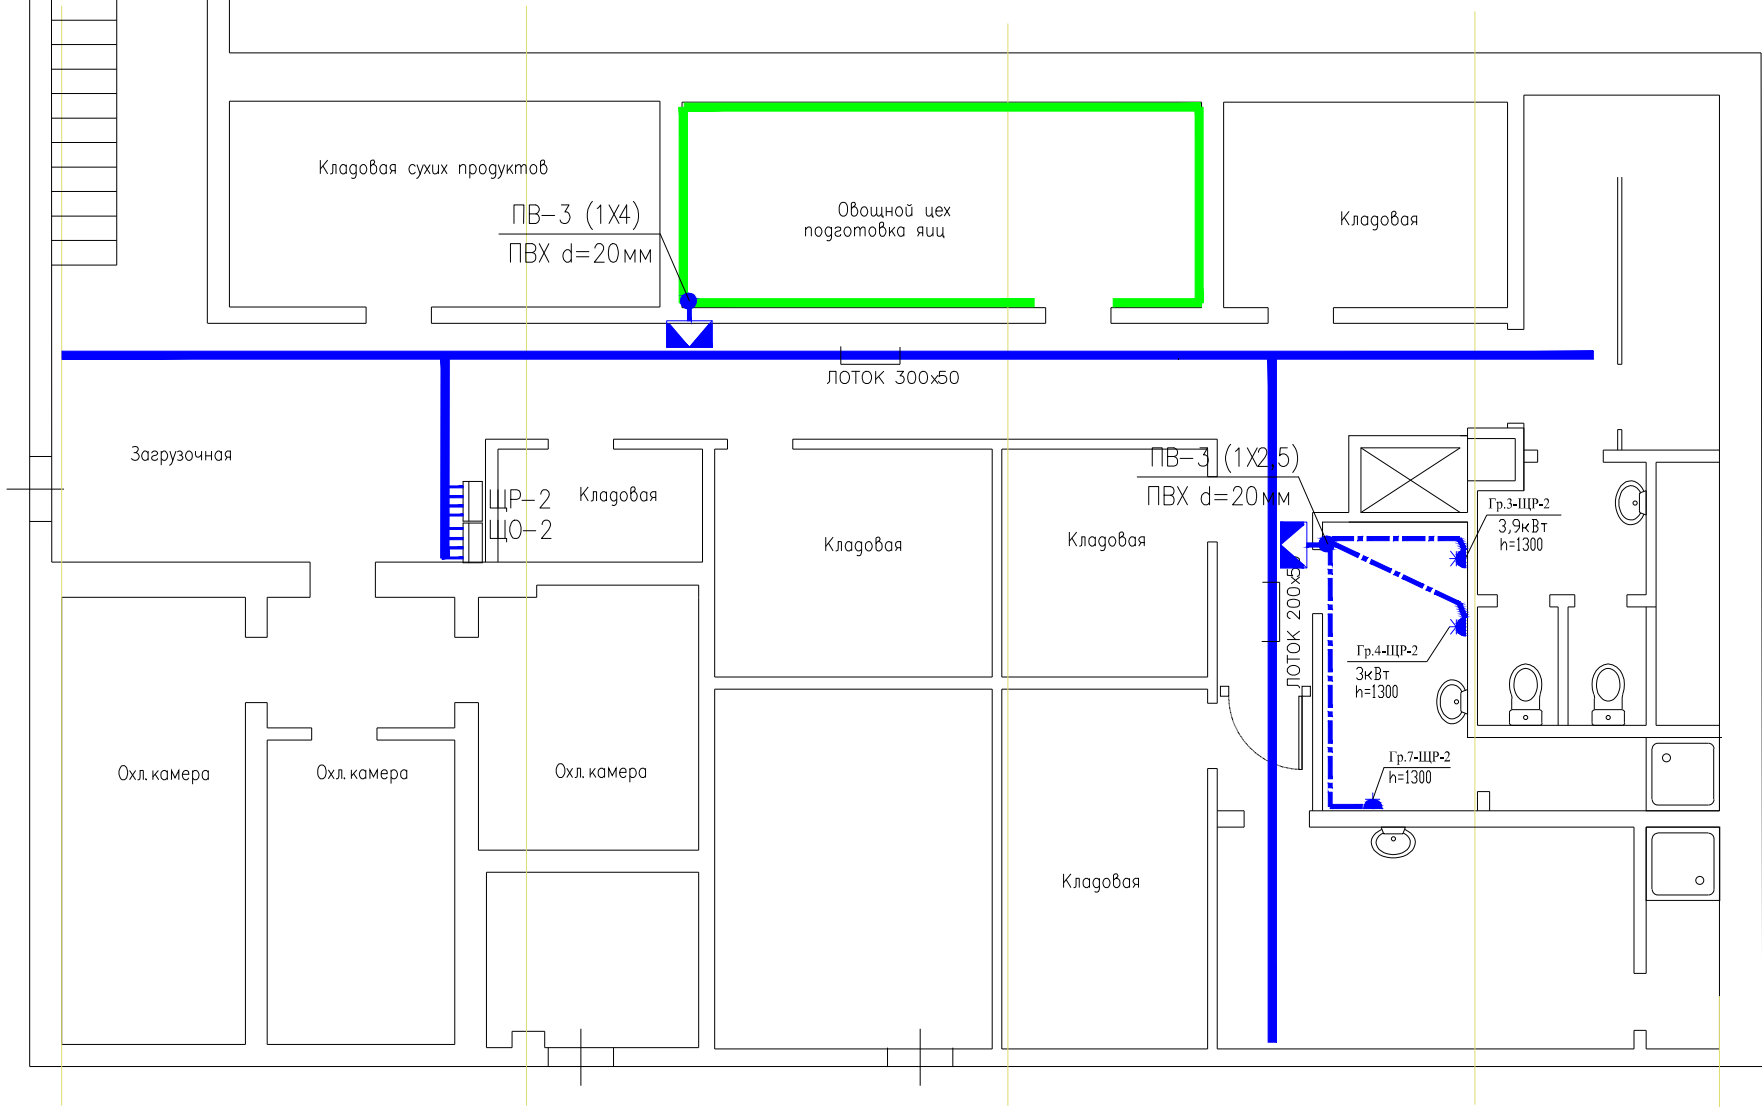 Кладовая сухих продуктов
ПВ-3 (1Х4)
ПВХ d=20мм
Овощной цех
подготовка яиц
Кладовая
ЛОТОК 300х50
Загрузочная
ЩР-2
ЩО-2
Кладовая
Кладовая
Кладовая
ПВ-3 (1Х2,5)
ПВХ d=20мм
Гр.3-ЩР-2
3,9кВт
h=1300
ЛОТОК 200х5
Гр.4-ЩР-2
3кВт
h=1300
Гр.7-ЩР-2
h=1300
Охл. камера
Охл. камера
Охл. камера
Кладовая